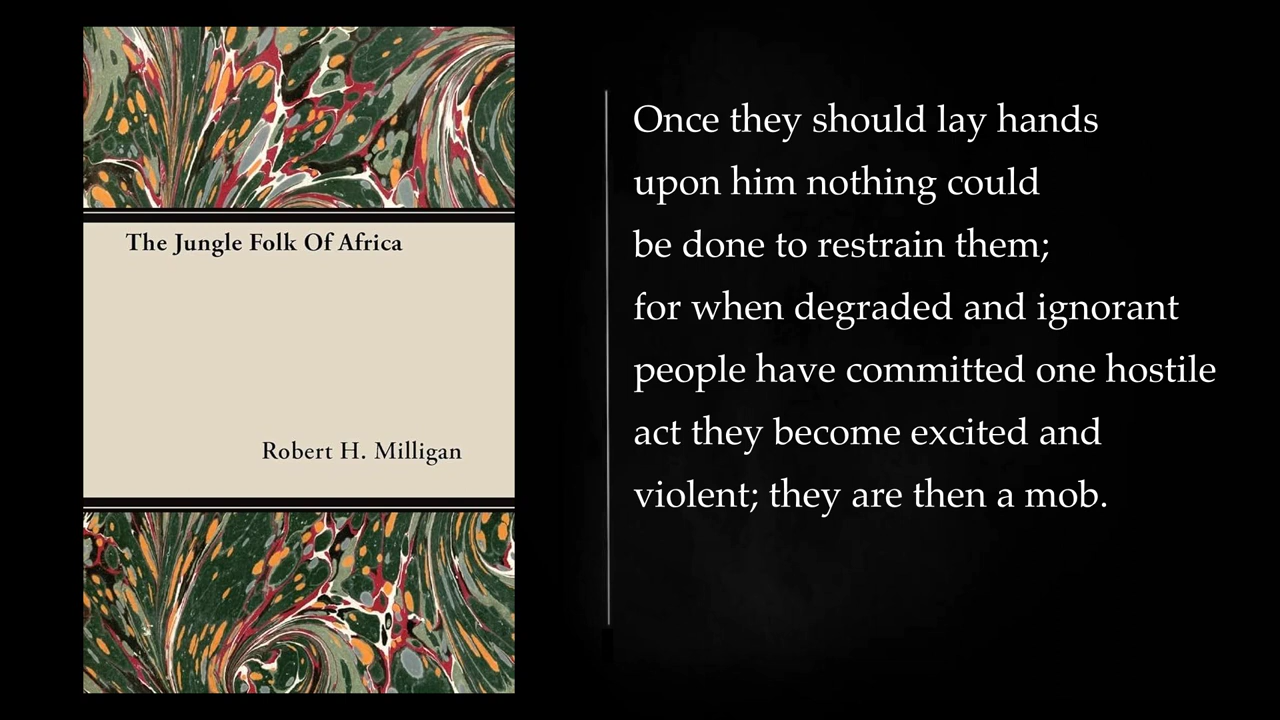 The Jungle Folk Of Africa
Robert H. Milligan
Once they should lay hands
upon him nothing could
be done to restrain them;
for when degraded and ignorant
people have committed one hostile
act they become excited and
violent; they are then a mob.